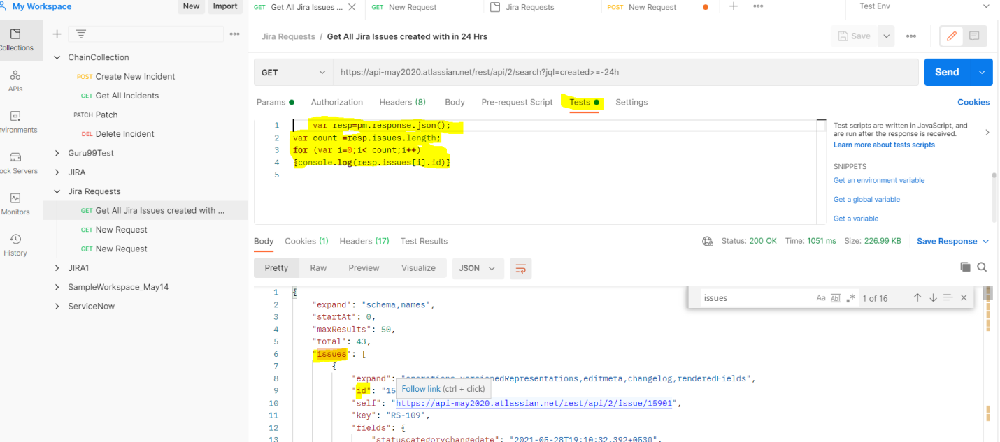 My Workspace New Import
GET Get All Jira Issues ... GET New Request Jira Requests POST New Request Test Env
Jira Requests / Get All Jira Issues created with in 24 Hrs Save
Collections
ChainCollection
POST Create New Incident
GET Get All Incidents
PATCH Patch
DEL Delete Incident
Guru99Test
JIRA
Jira Requests
GET Get All Jira Issues created with ...
GET New Request
GET New Request
JIRA1
SampleWorkspace_May14
ServiceNow
APIs
nvironments
ock Servers
Monitors
History
GET https://api-may2020.atlassian.net/rest/api/2/search?jql=created>=-24h Send
Params Authorization Headers (8) Body Pre-request Script Tests Settings Cookies
1 var resp=pm.response.json();
2 var count =resp.issues.length;
3 for (var i=0;i< count;i++)
4 {console.log(resp.issues[i].id)}
5
Test scripts are written in JavaScript, and
are run after the response is received.
Learn more about tests scripts
SNIPPETS
Get an environment variable
Get a global variable
Get a variable
Body Cookies (1) Headers (17) Test Results Status: 200 OK Time: 1051 ms Size: 226.99 KB Save Response
Pretty Raw Preview Visualize JSON
issues Aa Abl .* 1 of 16
1 {
2 "expand": "schema,names",
3 "startAt": 0,
4 "maxResults": 50,
5 "total": 43,
6 "issues": [
7 {
8 "expand": "operations,versionedRepresentations,editmeta,changelog,renderedFields",
9 "id": "15
Follow link (ctrl + click)
10 "self": "https://api-may2020.atlassian.net/rest/api/2/issue/15901",
11 "key": "RS-109",
12 "fields": {
13 "statuscategorychangedate": "2021-05-28T19:10:32.392+0530",